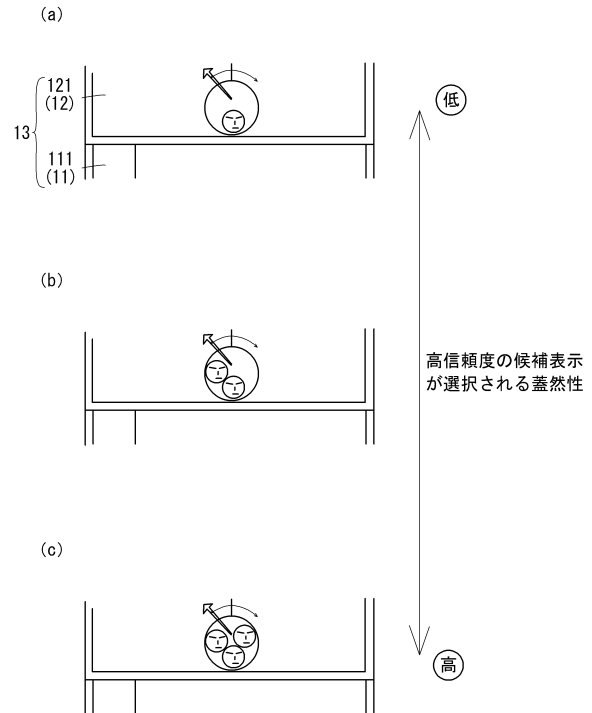 (a)
121
(12)
13
111
(11)
低
(b)
高信頼度の候補表示
が選択される蓋然性
(c)
高